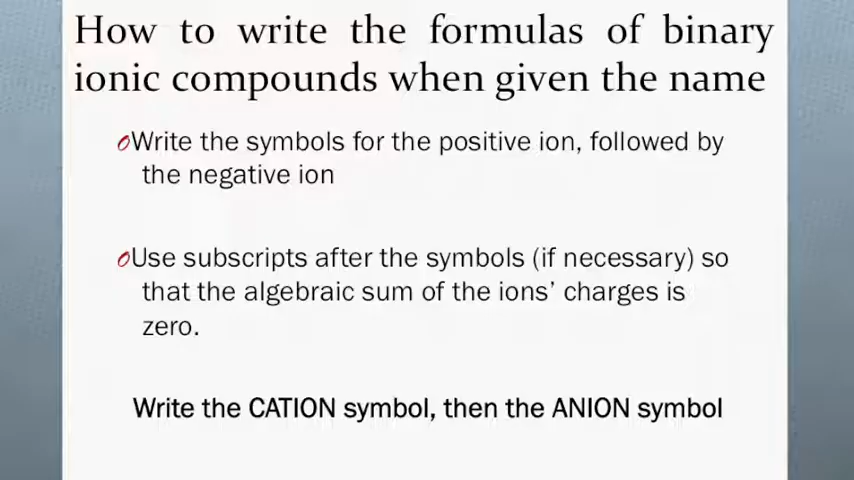 How to write the formulas of binary
ionic compounds when given the name
Write the symbols for the positive ion, followed by
the negative ion
Use subscripts after the symbols (if necessary) so
that the algebraic sum of the ions’ charges is
zero.
Write the CATION symbol, then the ANION symbol